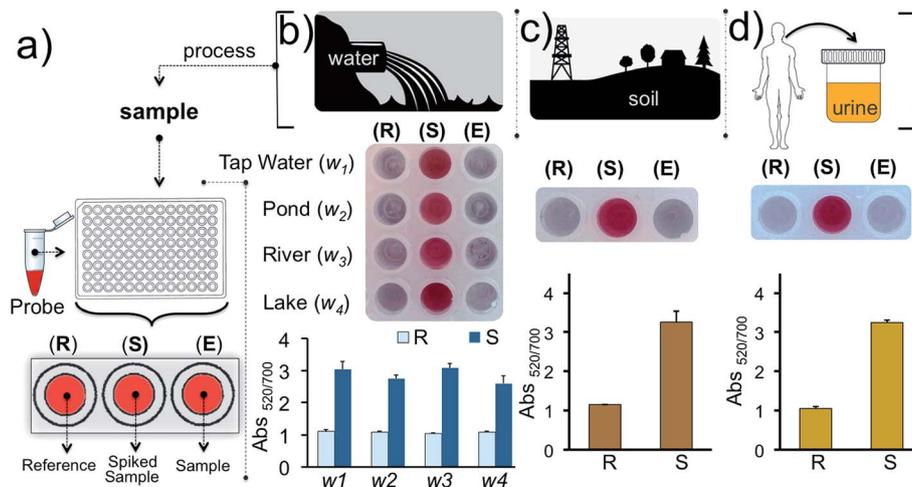 a)
process
sample
Probe
(R) (S) (E)
Reference
Spiked
Sample
Sample
b)
water
(R) (S) (E)
Tap Water (w1)
Pond (w2)
River (w3)
Lake (w4)
R S
Abs 520/700
4
3
2
1
0
w1 w2 w3 w4
c)
soil
(R) (S) (E)
Abs 520/700
4
3
2
1
0
R S
d)
urine
(R) (S) (E)
Abs 520/700
4
3
2
1
0
R S